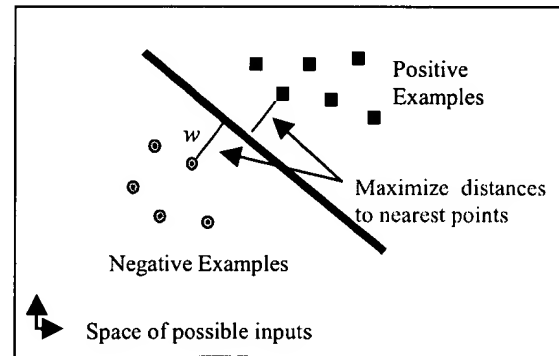 Positive
Examples
w
Maximize distances
to nearest points
Negative Examples
Space of possible inputs